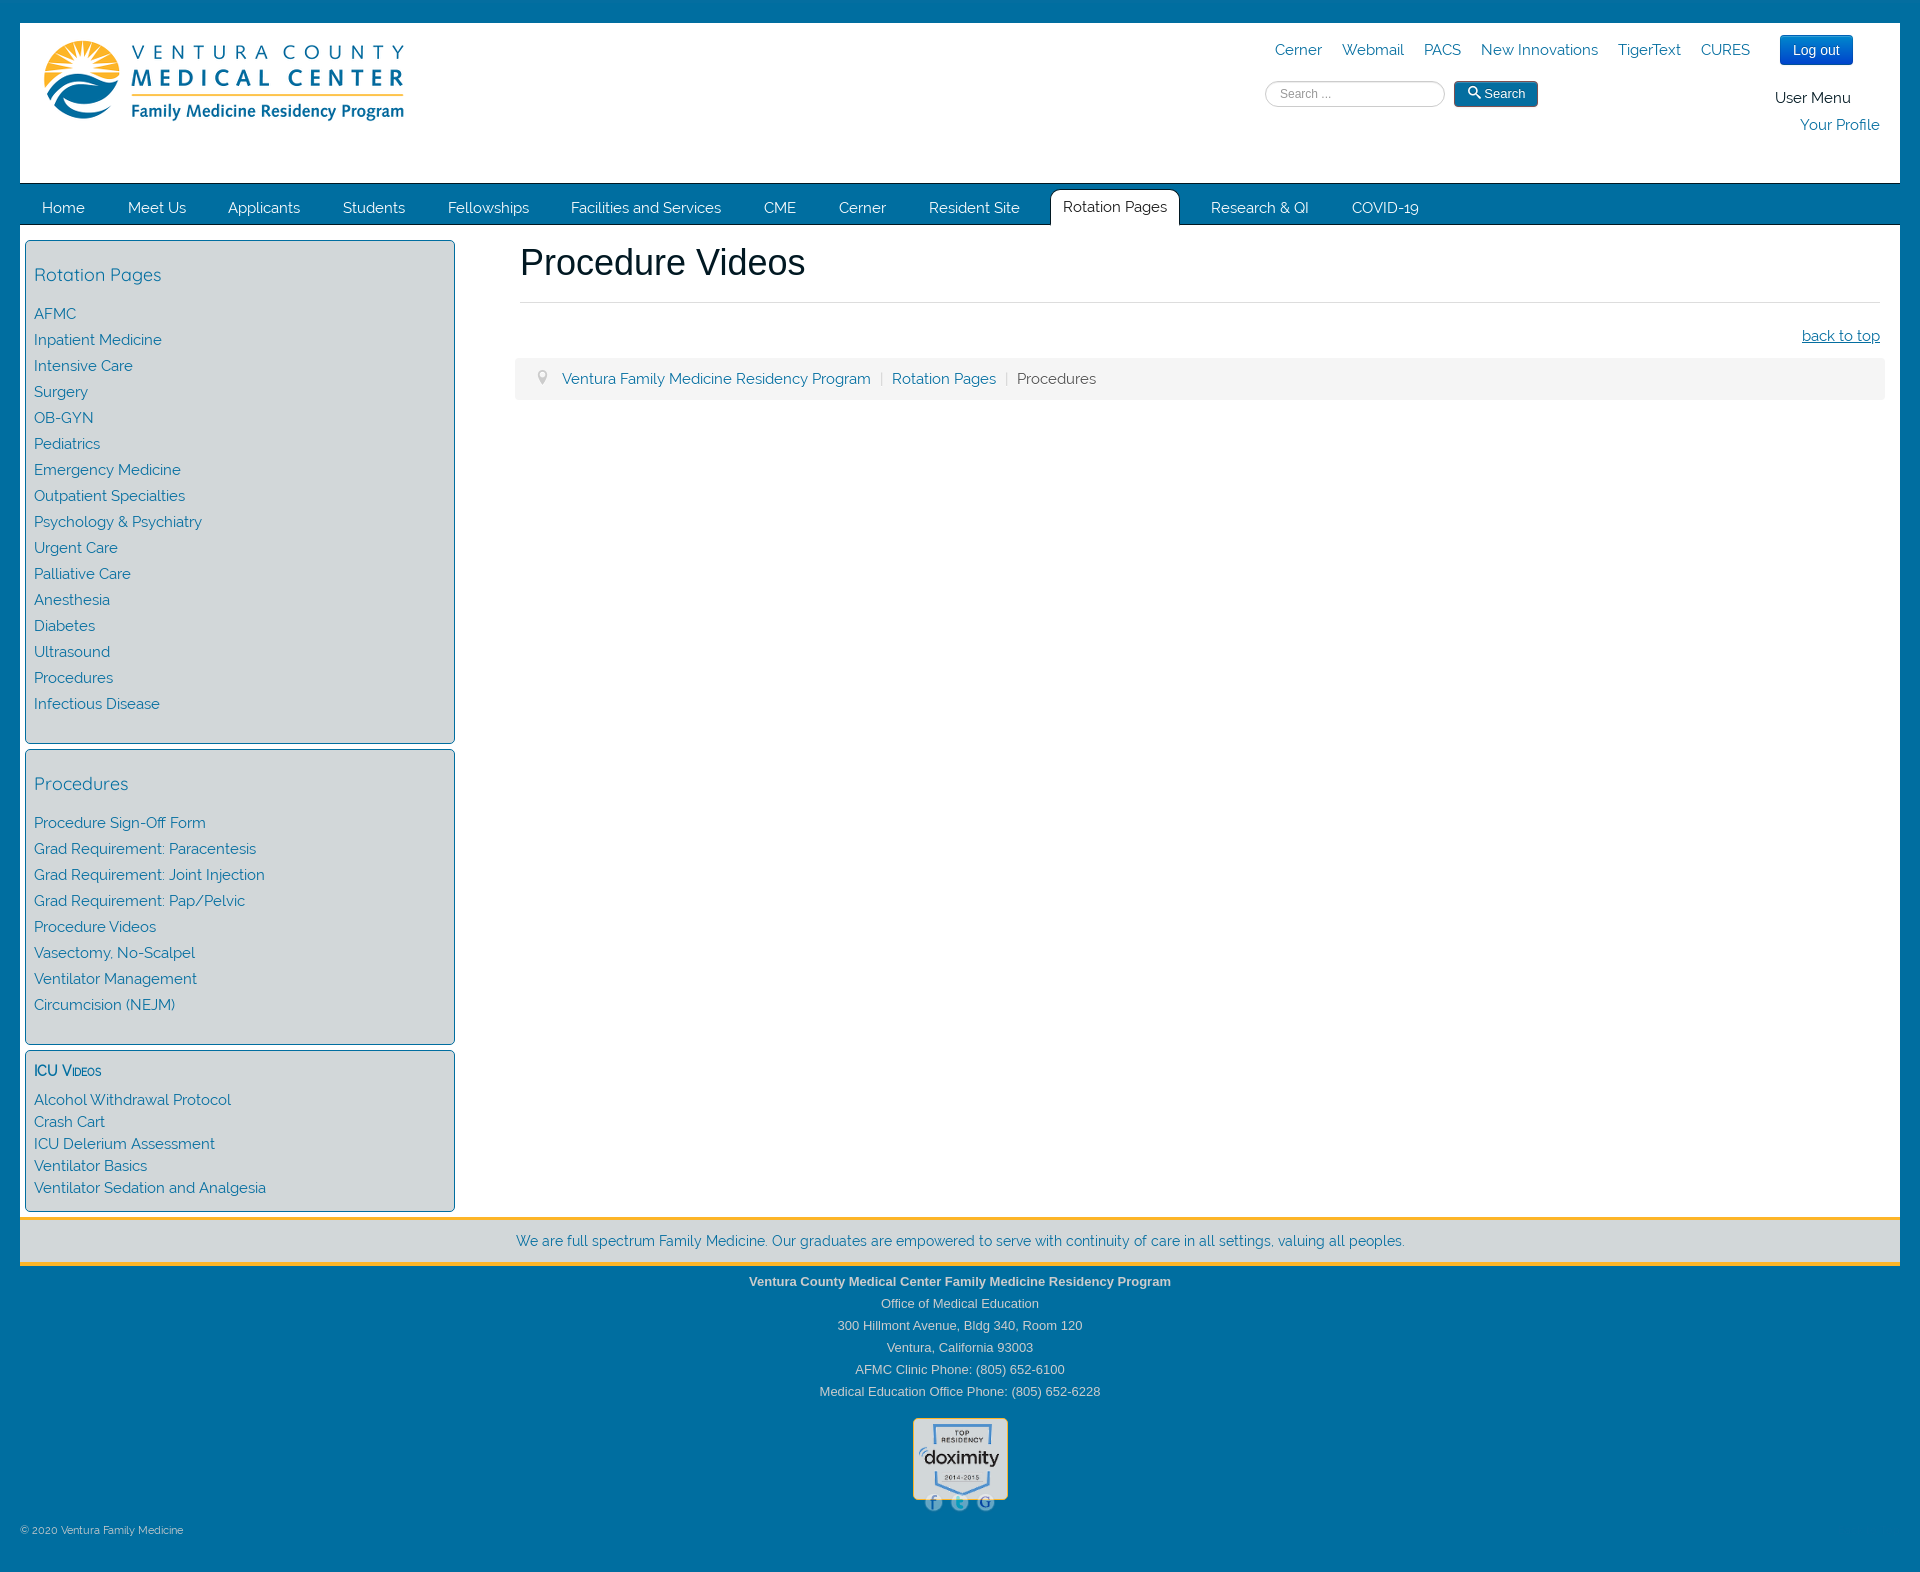 VENTURA COUNTY
MEDICAL CENTER
Family Medicine Residency Program
Cerner Webmail PACS New Innovations TigerText CURES Log out
Search ... Search
User Menu
Your Profile
Home Meet Us Applicants Students Fellowships Facilities and Services CME Cerner Resident Site Rotation Pages Research & QI COVID-19
Rotation Pages
AFMC
Inpatient Medicine
Intensive Care
Surgery
OB-GYN
Pediatrics
Emergency Medicine
Outpatient Specialties
Psychology & Psychiatry
Urgent Care
Palliative Care
Anesthesia
Diabetes
Ultrasound
Procedures
Infectious Disease
Procedures
Procedure Sign-Off Form
Grad Requirement: Paracentesis
Grad Requirement: Joint Injection
Grad Requirement: Pap/Pelvic
Procedure Videos
Vasectomy, No-Scalpel
Ventilator Management
Circumcision (NEJM)
ICU Videos
Alcohol Withdrawal Protocol
Crash Cart
ICU Delerium Assessment
Ventilator Basics
Ventilator Sedation and Analgesia
Procedure Videos
back to top
Ventura Family Medicine Residency Program | Rotation Pages | Procedures
We are full spectrum Family Medicine. Our graduates are empowered to serve with continuity of care in all settings, valuing all peoples.
Ventura County Medical Center Family Medicine Residency Program
Office of Medical Education
300 Hillmont Avenue, Bldg 340, Room 120
Ventura, California 93003
AFMC Clinic Phone: (805) 652-6100
Medical Education Office Phone: (805) 652-6228
TOP
RESIDENCY
doximity
2014-2015
f t G
© 2020 Ventura Family Medicine